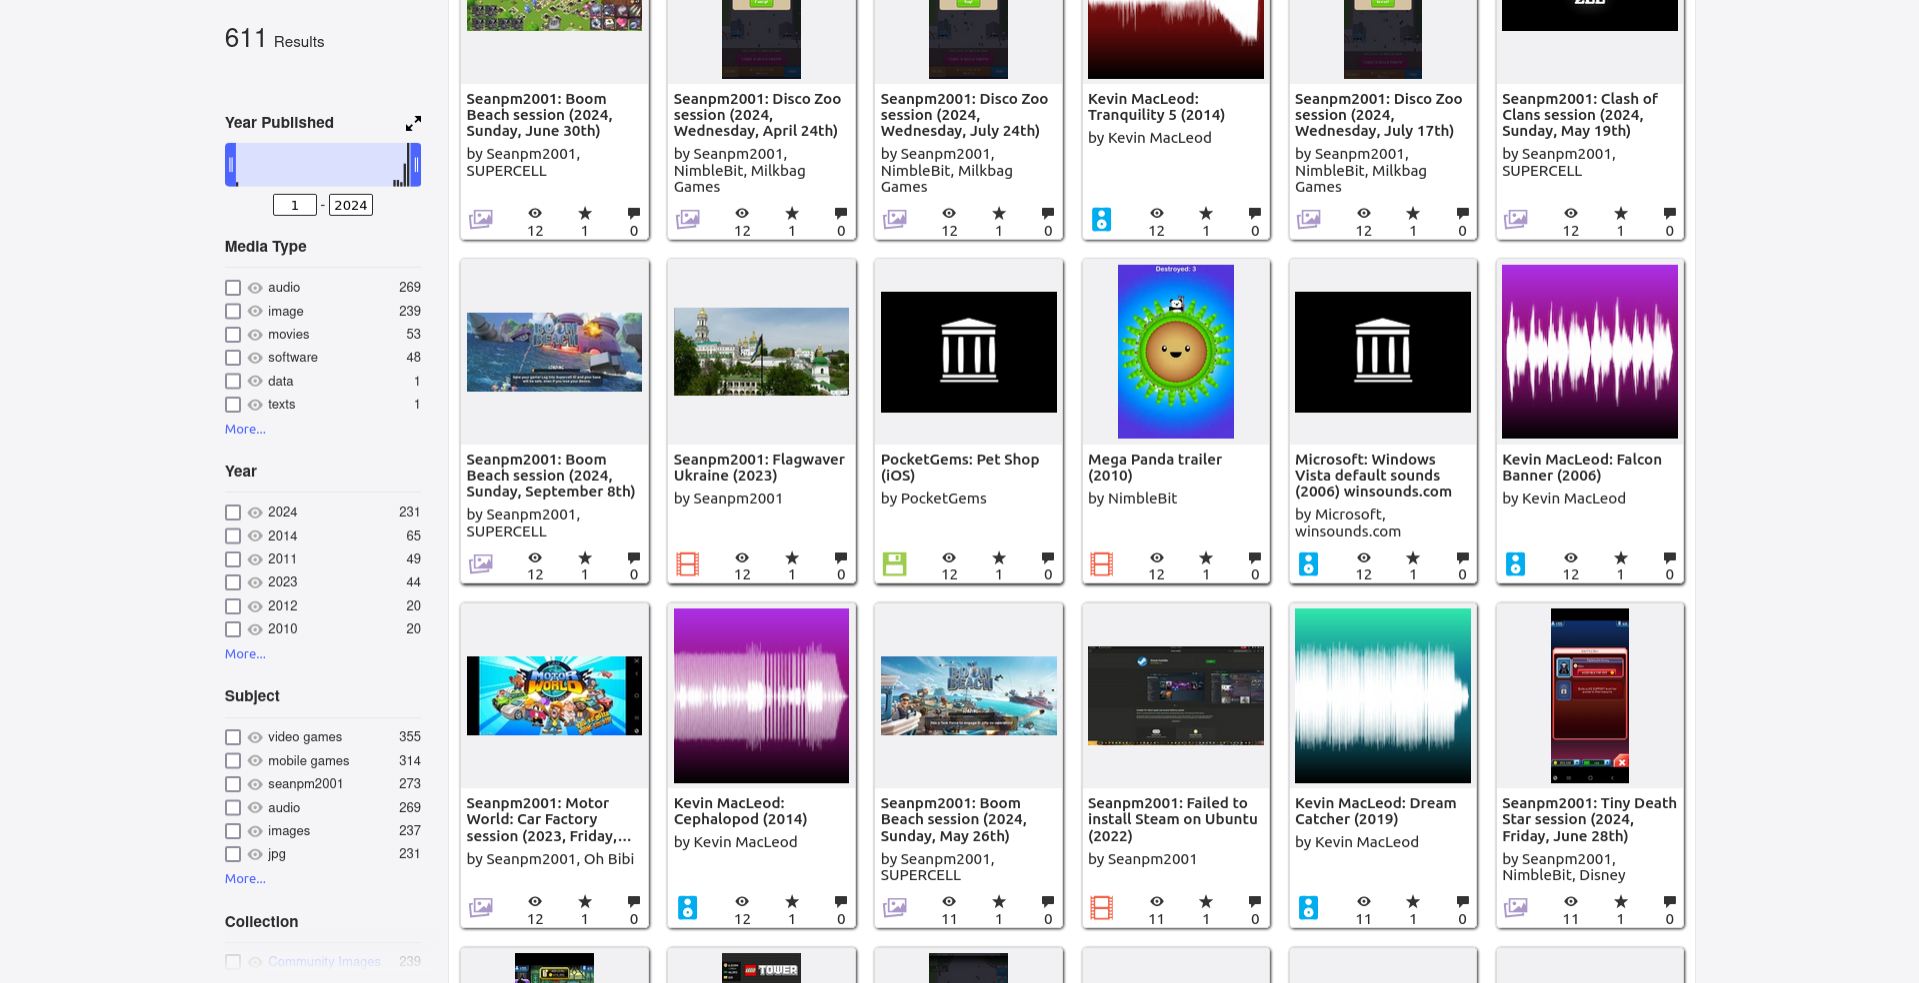 611 Results
Year Published
1 - 2024
Media Type
audio 269
image 239
movies 53
software 48
data 1
texts 1
More...
Year
2024 231
2014 65
2011 49
2023 44
2012 20
2010 20
More...
Subject
video games 355
mobile games 314
seanpm2001 273
audio 269
images 237
jpg 231
More...
Collection
Community Images 239
Seanpm2001: Boom
Beach session (2024,
Sunday, June 30th)
by Seanpm2001,
SUPERCELL
12 1 0
Seanpm2001: Disco Zoo
session (2024,
Wednesday, April 24th)
by Seanpm2001,
NimbleBit, Milkbag
Games
12 1 0
Seanpm2001: Disco Zoo
session (2024,
Wednesday, July 24th)
by Seanpm2001,
NimbleBit, Milkbag
Games
12 1 0
Kevin MacLeod:
Tranquility 5 (2014)
by Kevin MacLeod
12 1 0
Seanpm2001: Disco Zoo
session (2024,
Wednesday, July 17th)
by Seanpm2001,
NimbleBit, Milkbag
Games
12 1 0
Seanpm2001: Clash of
Clans session (2024,
Sunday, May 19th)
by Seanpm2001,
SUPERCELL
12 1 0
BOOM
BEACH
Seanpm2001: Boom
Beach session (2024,
Sunday, September 8th)
by Seanpm2001,
SUPERCELL
12 1 0
Seanpm2001: Flagwaver
Ukraine (2023)
by Seanpm2001
12 1 0
PocketGems: Pet Shop
(iOS)
by PocketGems
12 1 0
Destroyed: 3
Mega Panda trailer
(2010)
by NimbleBit
12 1 0
Microsoft: Windows
Vista default sounds
(2006) winsounds.com
by Microsoft,
winsounds.com
12 1 0
Kevin MacLeod: Falcon
Banner (2006)
by Kevin MacLeod
12 1 0
MOTOR
WORLD
Seanpm2001: Motor
World: Car Factory
session (2023, Friday,...
by Seanpm2001, Oh Bibi
12 1 0
Kevin MacLeod:
Cephalopod (2014)
by Kevin MacLeod
12 1 0
BOOM
BEACH
Seanpm2001: Boom
Beach session (2024,
Sunday, May 26th)
by Seanpm2001,
SUPERCELL
11 1 0
Seanpm2001: Failed to
install Steam on Ubuntu
(2022)
by Seanpm2001
11 1 0
Kevin MacLeod: Dream
Catcher (2019)
by Kevin MacLeod
11 1 0
Seanpm2001: Tiny Death
Star session (2024,
Friday, June 28th)
by Seanpm2001,
NimbleBit, Disney
11 1 0
LEGO TOWER